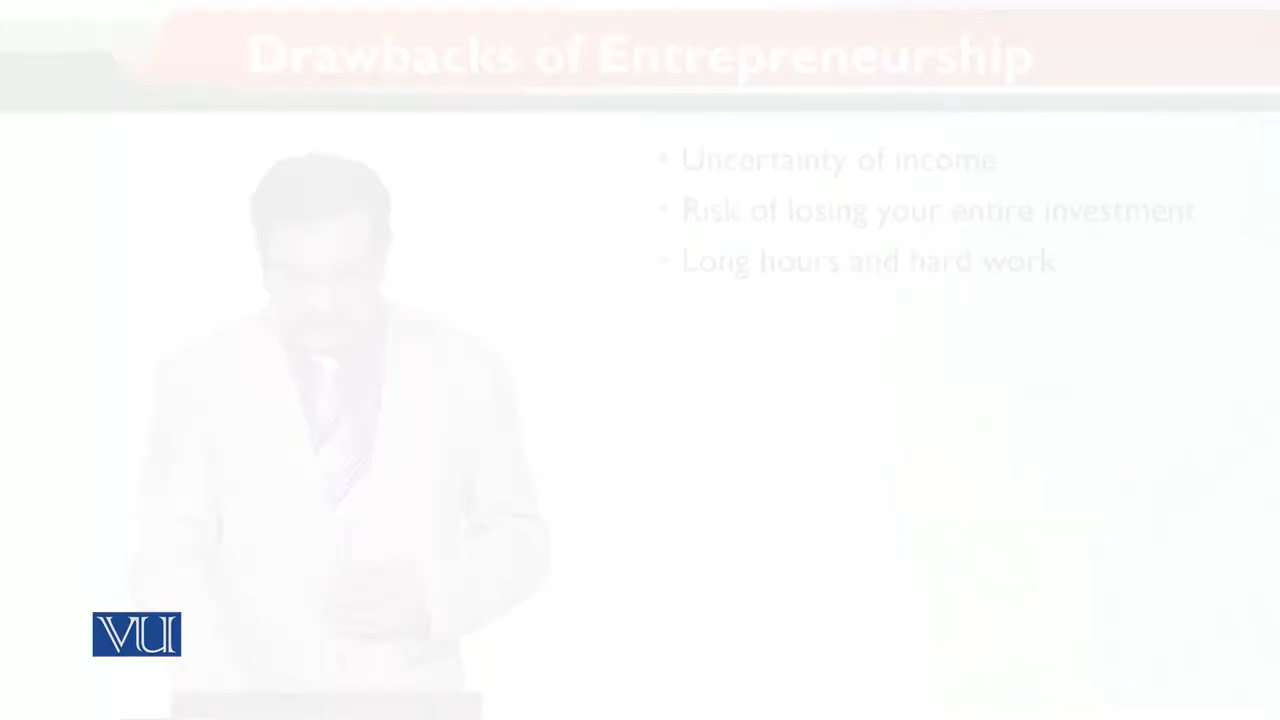 Drawbacks of Entrepreneurship
• Uncertainty of income
• Risk of losing your entire investment
• Long hours and hard work
VU